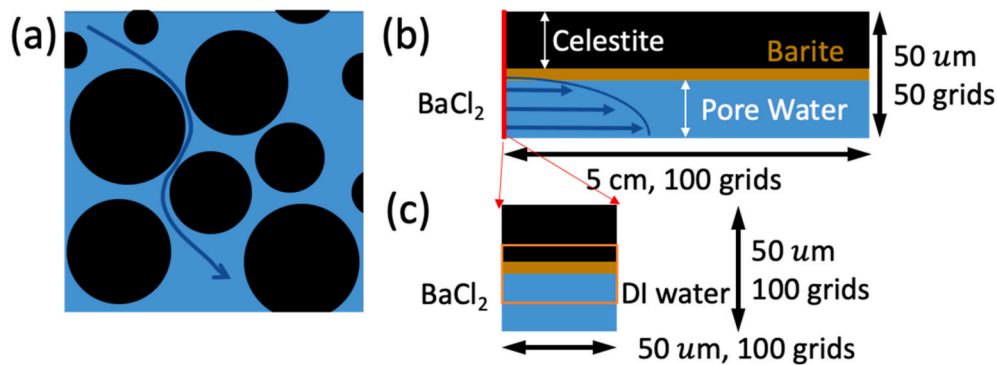 (a)
(b)
Celestite
Barite
BaCl₂
Pore Water
50 um
50 grids
5 cm, 100 grids
(c)
BaCl₂
DI water
50 um
100 grids
50 um, 100 grids